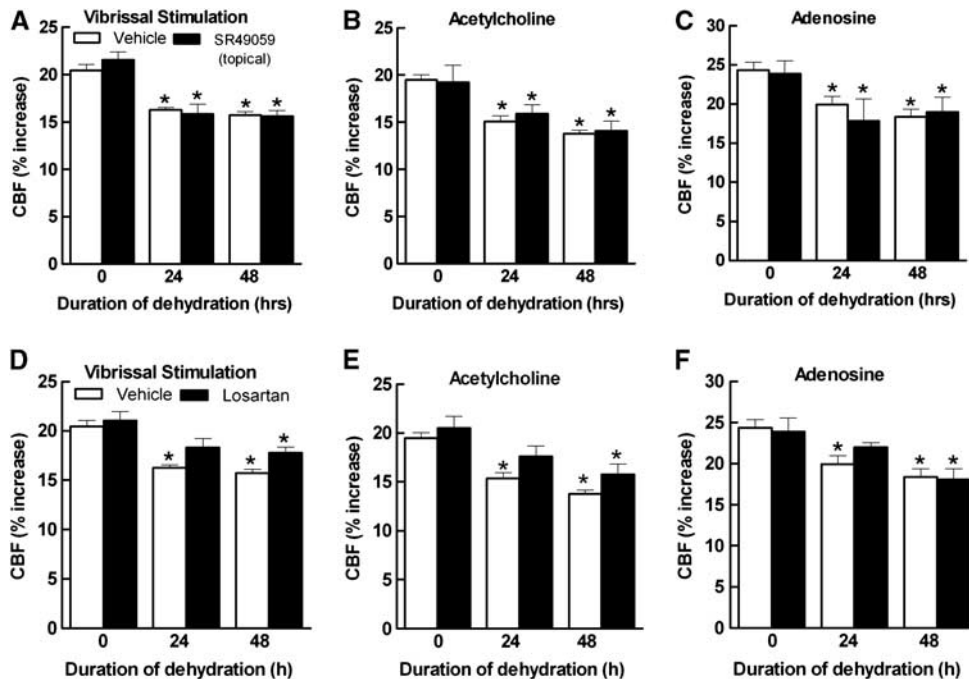 A
Vibrissal Stimulation
Vehicle
SR49059
(topical)
CBF (% increase)
25
20
15
10
5
0
* * * *
0 24 48
Duration of dehydration (hrs)
B
Acetylcholine
CBF (% increase)
25
20
15
10
5
0
* * * *
0 24 48
Duration of dehydration (hrs)
C
Adenosine
CBF (% increase)
30
25
20
15
10
5
0
* * * *
0 24 48
Duration of dehydration (hrs)
D
Vibrissal Stimulation
Vehicle Losartan
CBF (% increase)
25
20
15
10
5
0
* * *
0 24 48
Duration of dehydration (h)
E
Acetylcholine
CBF (% increase)
25
20
15
10
5
0
* * *
0 24 48
Duration of dehydration (h)
F
Adenosine
CBF (% increase)
30
25
20
15
10
5
0
* * *
0 24 48
Duration of dehydration (h)